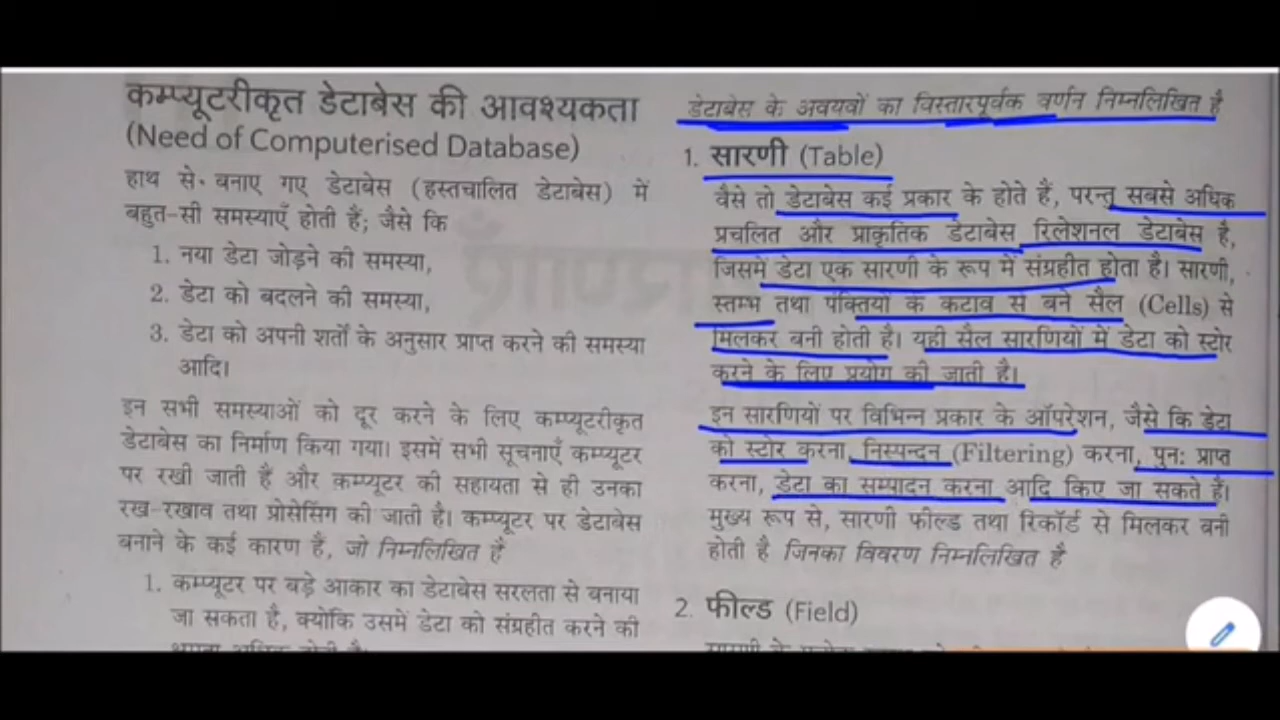 कम्प्यूटरीकृत डेटाबेस की आवश्यकता
(Need of Computerised Database)
हाथ से बनाए गए डेटाबेस (हस्तचालित डेटाबेस) में
बहुत-सी समस्याएँ होती हैं; जैसे कि
1. नया डेटा जोड़ने की समस्या,
2. डेटा को बदलने की समस्या,
3. डेटा को अपनी शर्तों के अनुसार प्राप्त करने की समस्या
आदि।
इन सभी समस्याओं को दूर करने के लिए कम्प्यूटरीकृत
डेटाबेस का निर्माण किया गया। इसमें सभी सूचनाएँ कम्प्यूटर
पर रखी जाती हैं और कम्प्यूटर की सहायता से ही उनका
रख-रखाव तथा प्रोसेसिंग की जाती है। कम्प्यूटर पर डेटाबेस
बनाने के कई कारण हैं, जो निम्नलिखित हैं
1. कम्प्यूटर पर बड़े आकार का डेटाबेस सरलता से बनाया
जा सकता है, क्योंकि उसमें डेटा को संग्रहीत करने की
डेटाबेस के अवयवों का विस्तारपूर्वक वर्णन निम्नलिखित है
1. सारणी (Table)
वैसे तो डेटाबेस कई प्रकार के होते हैं, परन्तु सबसे अधिक
प्रचलित और प्राकृतिक डेटाबेस रिलेशनल डेटाबेस है,
जिसमें डेटा एक सारणी के रूप में संग्रहीत होता है। सारणी,
स्तम्भ तथा पंक्तियों के कटाव से बने सैल (Cells) से
मिलकर बनी होती है। यही सैल सारणियों में डेटा को स्टोर
करने के लिए प्रयोग की जाती है।
इन सारणियों पर विभिन्न प्रकार के ऑपरेशन, जैसे कि डेटा
को स्टोर करना, निस्पन्दन (Filtering) करना, पुनः प्राप्त
करना, डेटा का सम्पादन करना आदि किए जा सकते हैं।
मुख्य रूप से, सारणी फील्ड तथा रिकॉर्ड से मिलकर बनी
होती है जिनका विवरण निम्नलिखित है
2. फील्ड (Field)